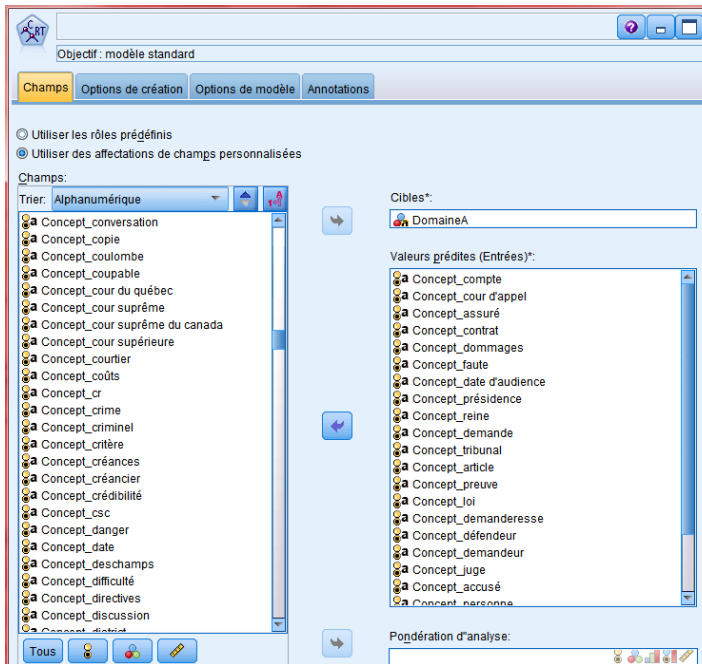 C&RT
Objectif : modèle standard
Champs
Options de création
Options de modèle
Annotations
Utiliser les rôles prédéfinis
Utiliser des affectations de champs personnalisées
Champs:
Trier: Alphanumérique
Concept_conversation
Concept_copie
Concept_coulombe
Concept_coupable
Concept_cour du québec
Concept_cour suprême
Concept_cour suprême du canada
Concept_cour supérieure
Concept_courtier
Concept_coûts
Concept_cr
Concept_crime
Concept_criminel
Concept_critère
Concept_créances
Concept_créancier
Concept_crédibilité
Concept_csc
Concept_danger
Concept_date
Concept_deschamps
Concept_difficulté
Concept_directives
Concept_discussion
Concept_district
Tous
Cibles*:
DomaineA
Valeurs prédites (Entrées)*:
Concept_compte
Concept_cour d'appel
Concept_assuré
Concept_contrat
Concept_dommages
Concept_faute
Concept_date d'audience
Concept_présidence
Concept_reine
Concept_demande
Concept_tribunal
Concept_article
Concept_preuve
Concept_loi
Concept_demanderesse
Concept_défendeur
Concept_demandeur
Concept_juge
Concept_accusé
Concept_personne
Pondération d"analyse: